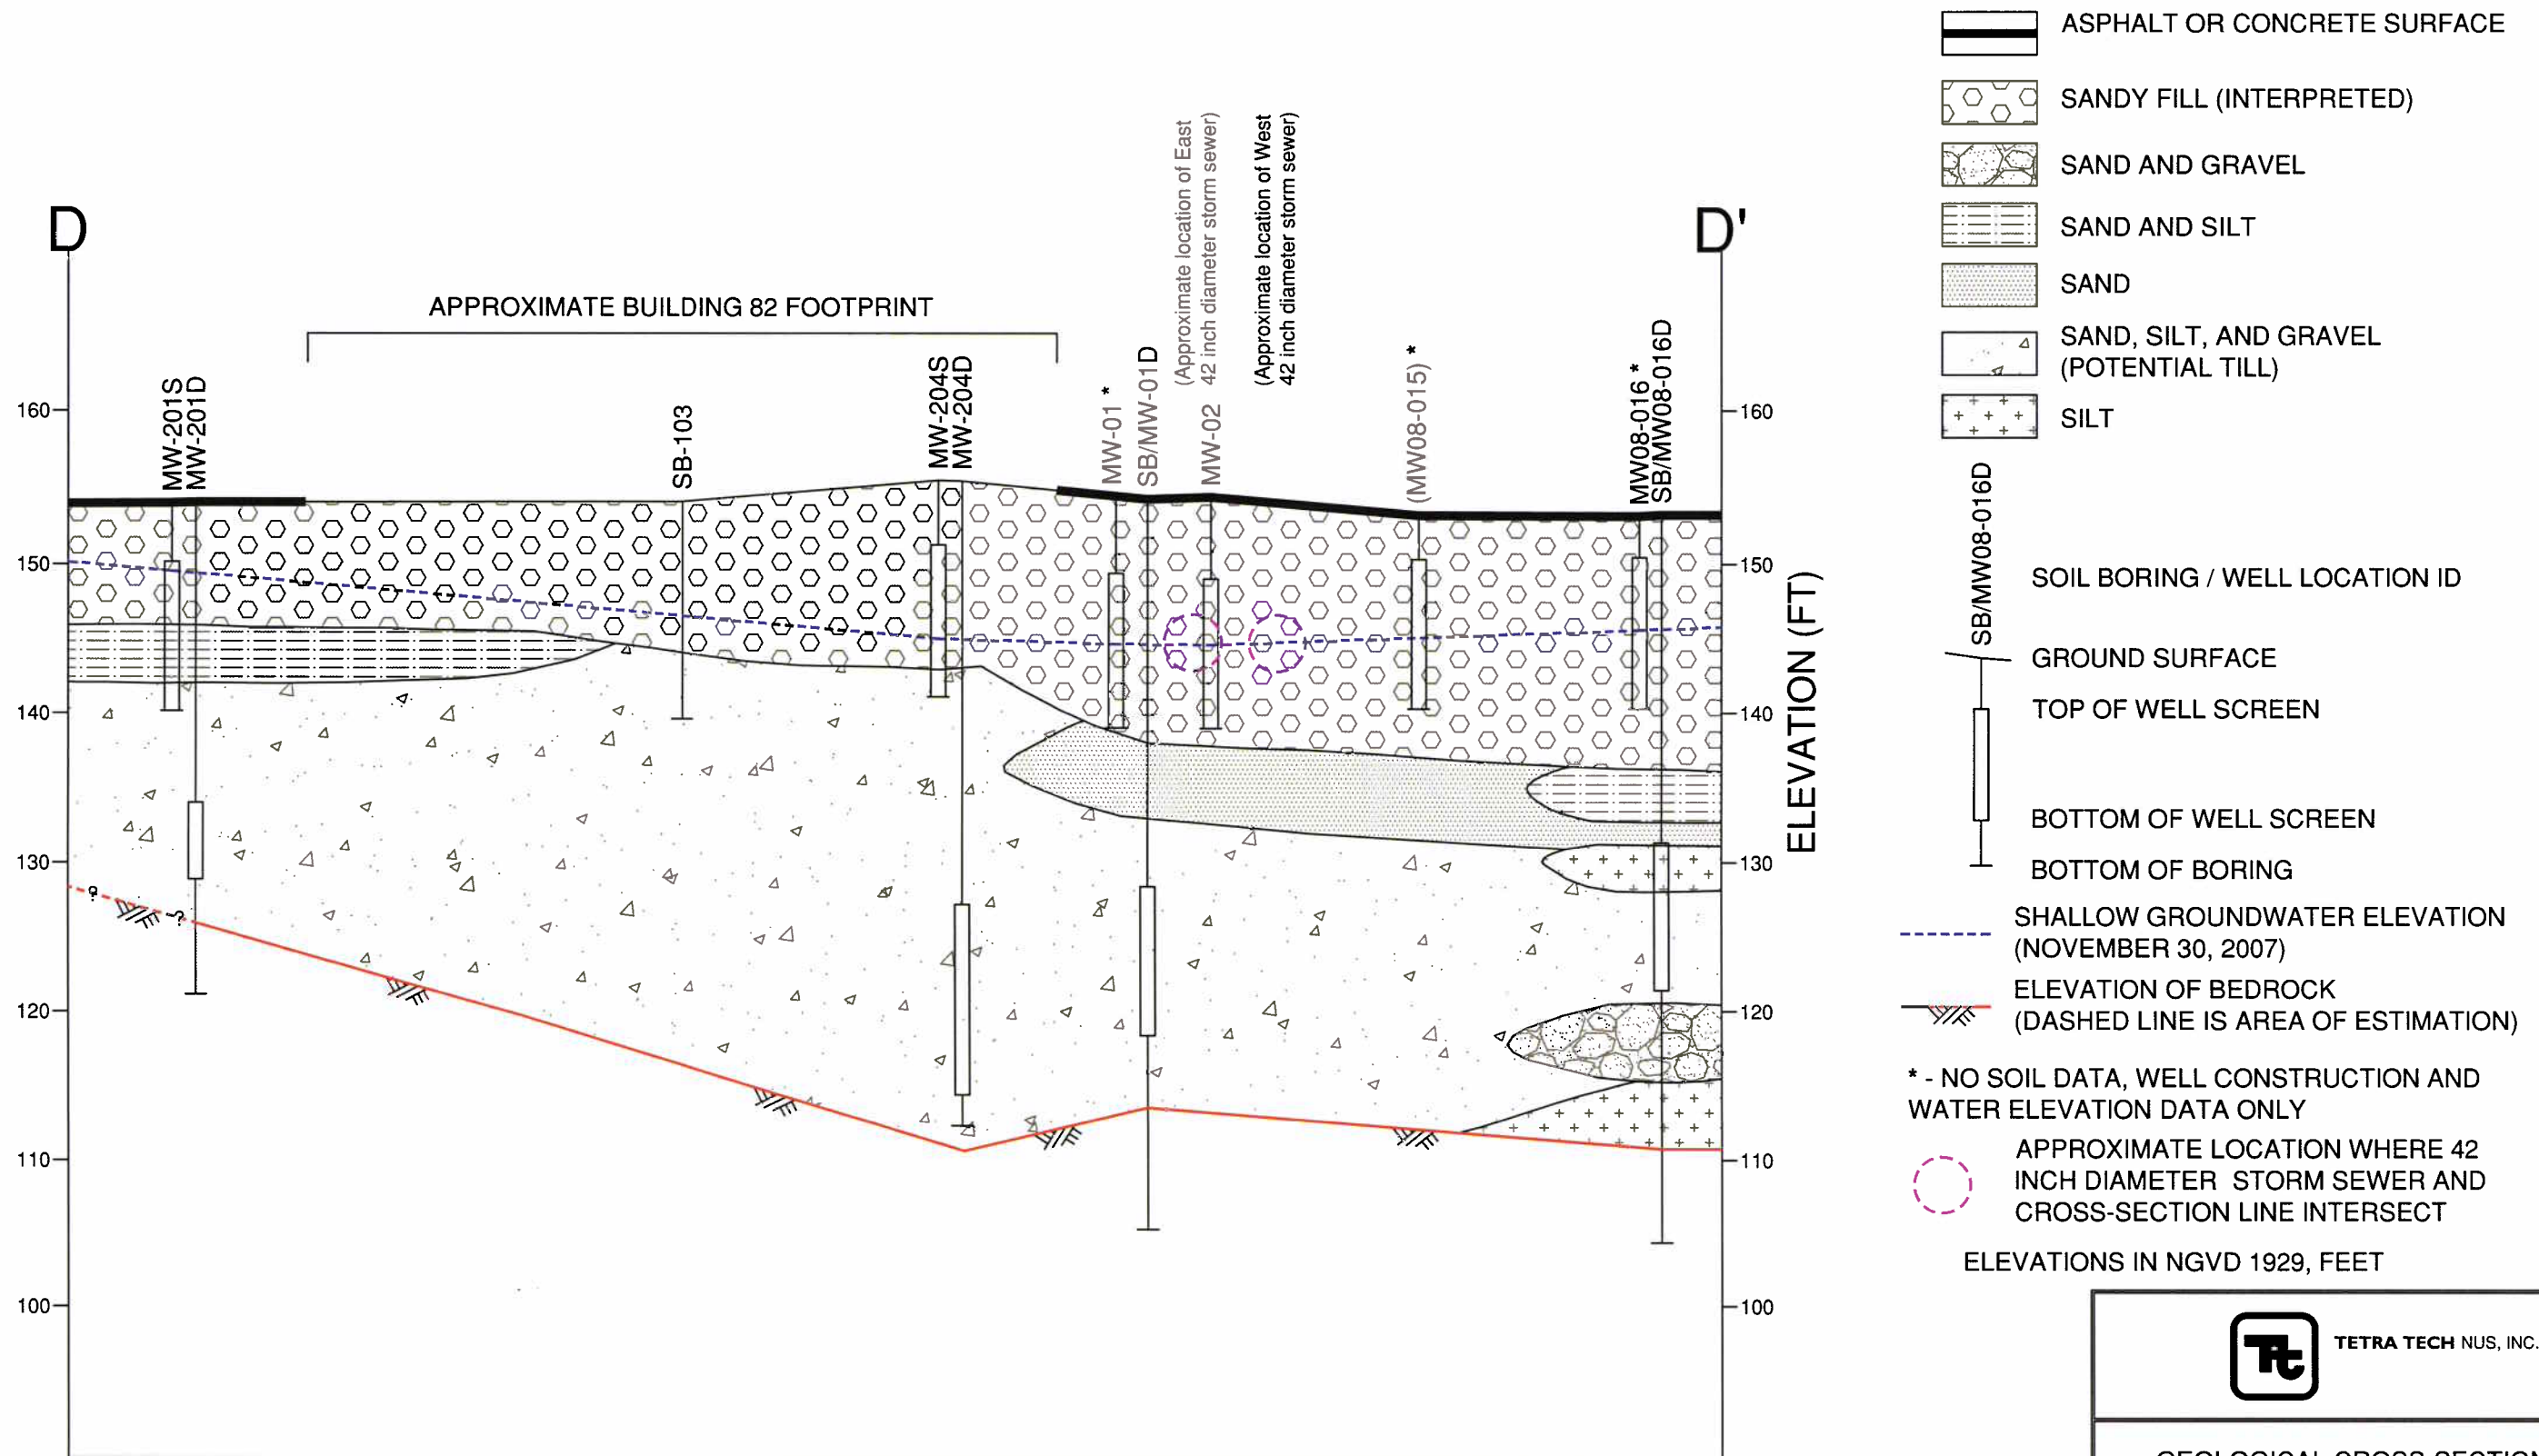 D
D'
APPROXIMATE BUILDING 82 FOOTPRINT
MW-201S
MW-201D
SB-103
MW-204S
MW-204D
MW-01 *
SB/MW-01D
(Approximate location of East
42 inch diameter storm sewer)
MW-02
(Approximate location of West
42 inch diameter storm sewer)
(MW08-015) *
MW08-016 *
SB/MW08-016D
160
150
140
130
120
110
100
?
?
160
150
140
130
120
110
100
ELEVATION (FT)
ASPHALT OR CONCRETE SURFACE
SANDY FILL (INTERPRETED)
SAND AND GRAVEL
SAND AND SILT
SAND
SAND, SILT, AND GRAVEL
(POTENTIAL TILL)
SILT
SB/MW08-016D
SOIL BORING / WELL LOCATION ID
GROUND SURFACE
TOP OF WELL SCREEN
BOTTOM OF WELL SCREEN
BOTTOM OF BORING
SHALLOW GROUNDWATER ELEVATION
(NOVEMBER 30, 2007)
ELEVATION OF BEDROCK
(DASHED LINE IS AREA OF ESTIMATION)
* - NO SOIL DATA, WELL CONSTRUCTION AND
WATER ELEVATION DATA ONLY
APPROXIMATE LOCATION WHERE 42
INCH DIAMETER STORM SEWER AND
CROSS-SECTION LINE INTERSECT
ELEVATIONS IN NGVD 1929, FEET
Tt
TETRA TECH NUS, INC.
GEOLOGICAL CROSS SECTION